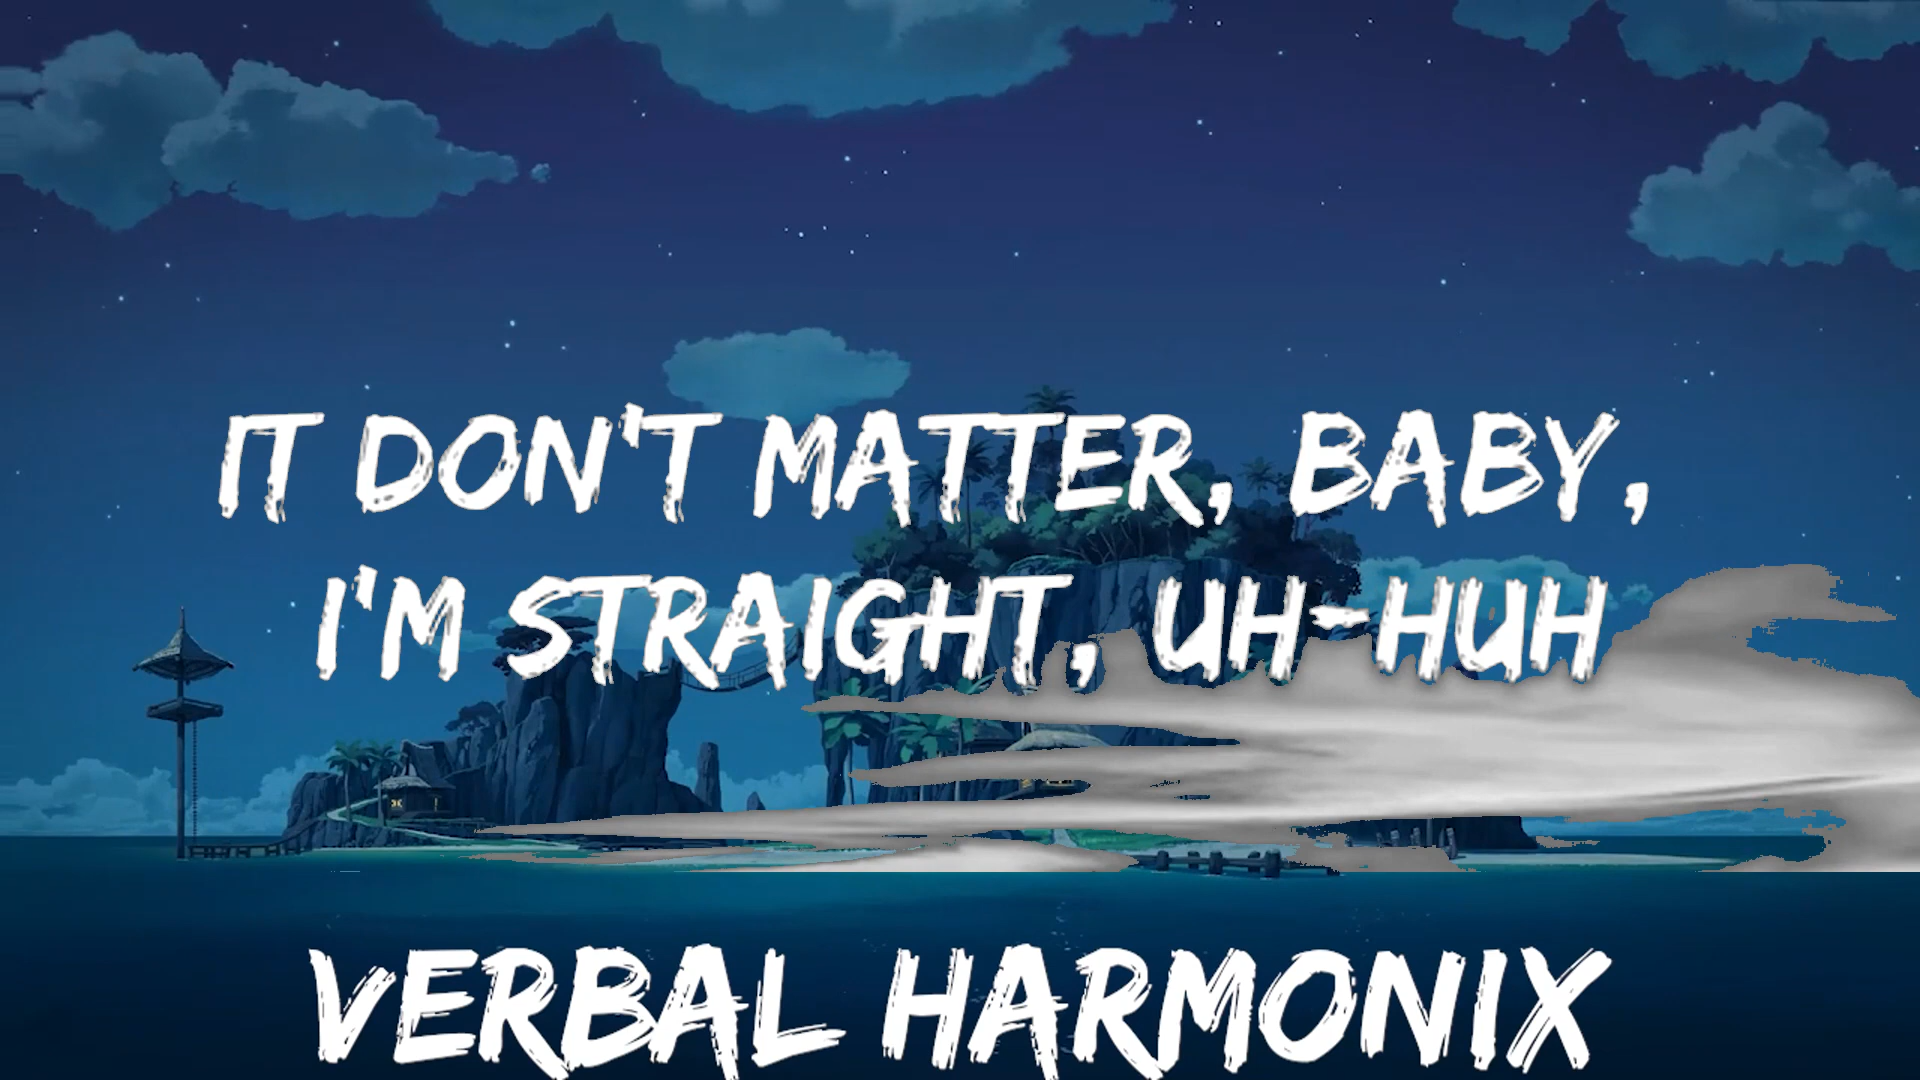 IT DON'T MATTER, BABY,
I'M STRAIGHT, UH-HUH
VERBAL HARMONIX